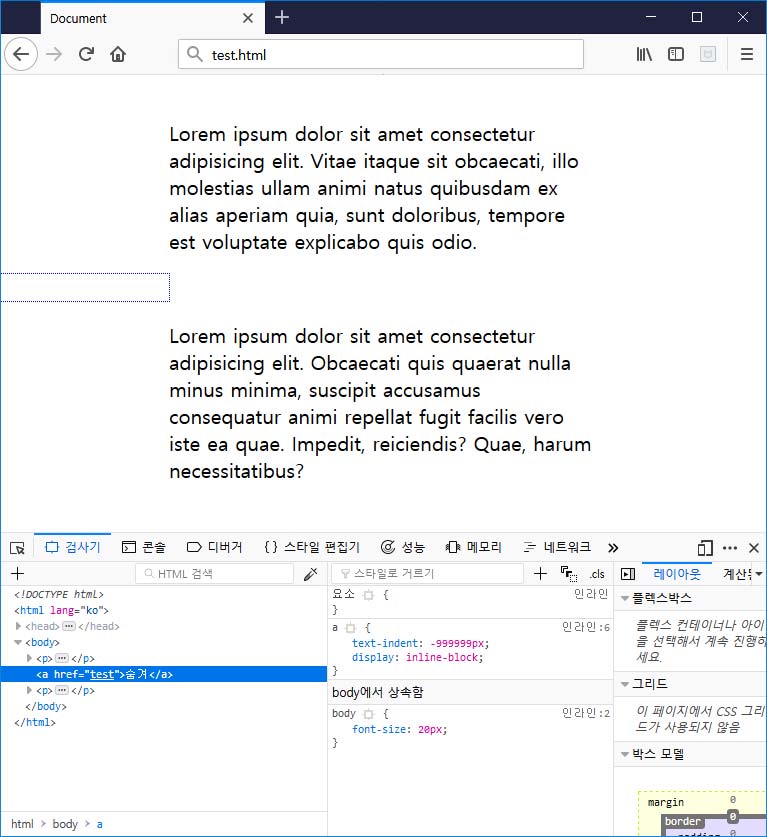 Document
test.html
Lorem ipsum dolor sit amet consectetur
adipisicing elit. Vitae itaque sit obcaecati, illo
molestias ullam animi natus quibusdam ex
alias aperiam quia, sunt doloribus, tempore
est voluptate explicabo quis odio.
Lorem ipsum dolor sit amet consectetur
adipisicing elit. Obcaecati quis quaerat nulla
minus minima, suscipit accusamus
consequatur animi repellat fugit facilis vero
iste ea quae. Impedit, reiciendis? Quae, harum
necessitatibus?
검사기 콘솔 디버거 {} 스타일 편집기 성능 메모리 네트워크
HTML 검색
<!DOCTYPE html>
<html lang="ko">
<head>…</head>
<body>
<p>…</p>
<a href="test">숨겨</a>
<p>…</p>
</body>
</html>
html > body > a
스타일로 거르기 + .cls
요소 { 인라인
}
a { 인라인:6
text-indent: -999999px;
display: inline-block;
}
body에서 상속함
body { 인라인:2
font-size: 20px;
}
레이아웃 계산된
플렉스박스
플렉스 컨테이너나 아이
을 선택해서 계속 진행하
세요.
그리드
이 페이지에서 CSS 그리
드가 사용되지 않음
박스 모델
margin 0
border 0
padding 0